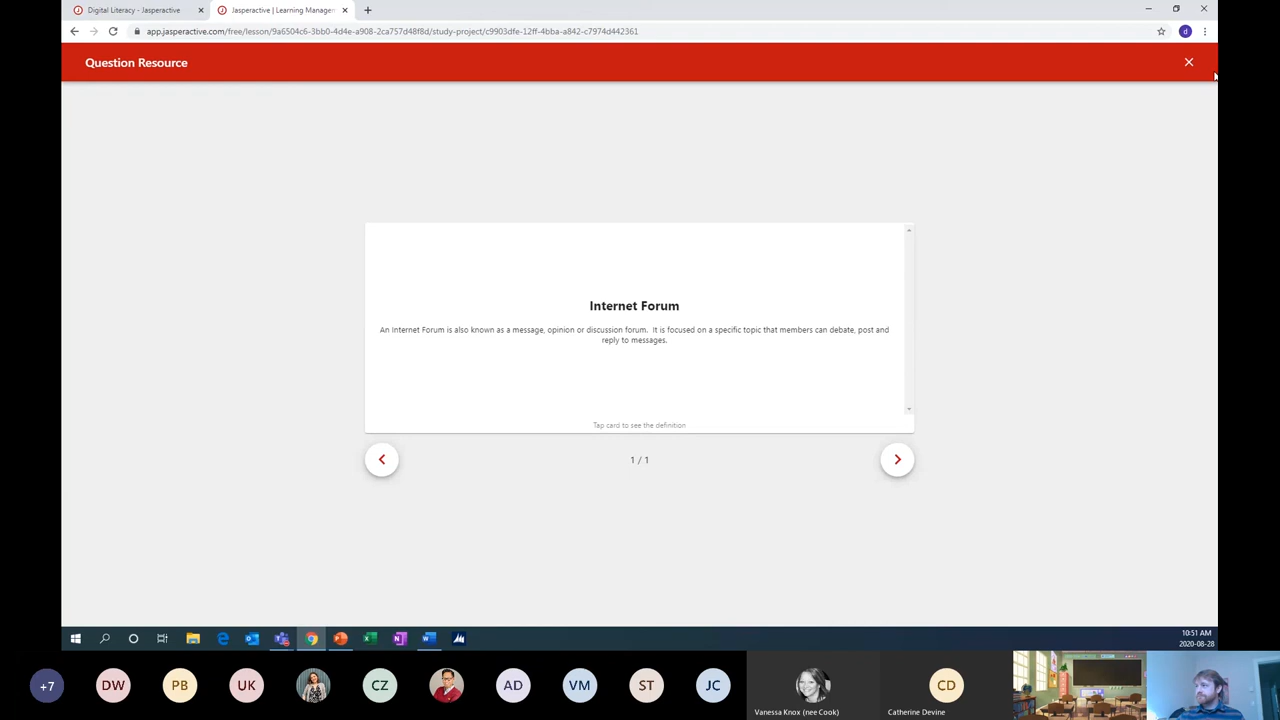 Digital Literacy - Jasperactive
Jasperactive | Learning Managem
app.jasperactive.com/free/lesson/9a6504c6-3bb0-4d4e-a908-2ca757d48f8d/study-project/c9903dfe-12ff-4bba-a842-c7974d442361
d
Question Resource
Internet Forum
An Internet Forum is also known as a message, opinion or discussion forum. It is focused on a specific topic that members can debate, post and
reply to messages.
Tap card to see the definition
1 / 1
10:51 AM
2020-08-28
+7
DW
PB
UK
CZ
AD
VM
ST
JC
CD
Vanessa Knox (nee Cook)
Catherine Devine